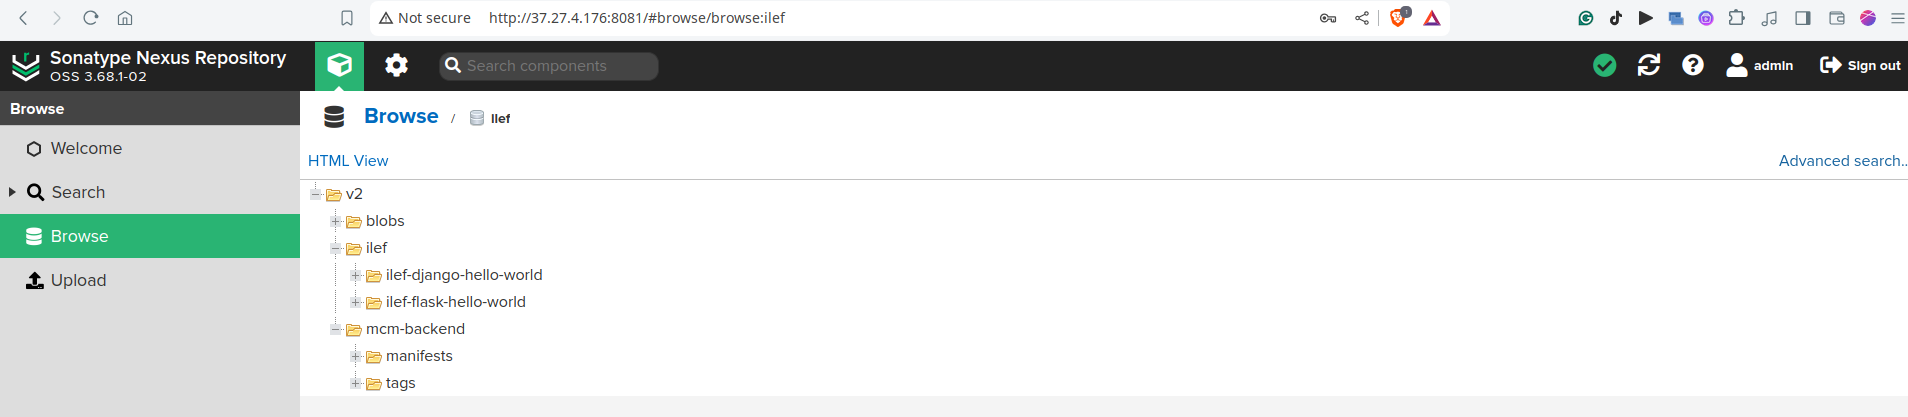 Not secure http://37.27.4.176:8081/#browse/browse:ilef 1
Sonatype Nexus Repository
OSS 3.68.1-02
Search components
admin Sign out
Browse
Welcome
Search
Browse
Upload
Browse / ilef
HTML View Advanced search..
v2
blobs
ilef
ilef-django-hello-world
ilef-flask-hello-world
mcm-backend
manifests
tags